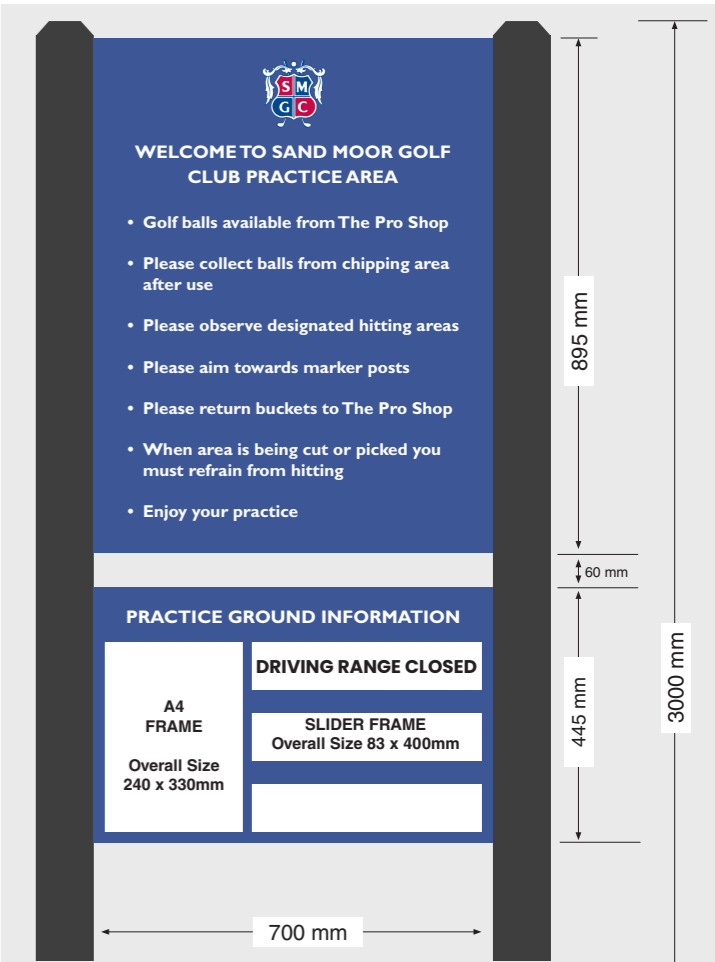 S M
G C
WELCOME TO SAND MOOR GOLF
CLUB PRACTICE AREA
• Golf balls available from The Pro Shop
• Please collect balls from chipping area
after use
• Please observe designated hitting areas
• Please aim towards marker posts
• Please return buckets to The Pro Shop
• When area is being cut or picked you
must refrain from hitting
• Enjoy your practice
895 mm
60 mm
PRACTICE GROUND INFORMATION
A4
FRAME
Overall Size
240 x 330mm
DRIVING RANGE CLOSED
SLIDER FRAME
Overall Size 83 x 400mm
445 mm
3000 mm
700 mm